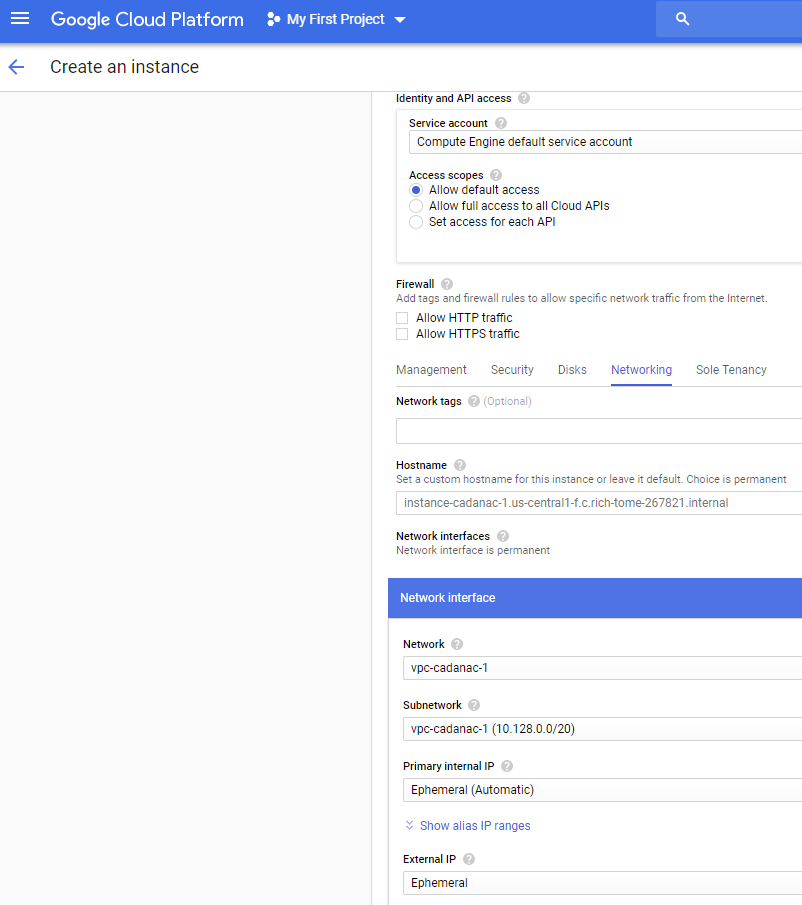 Google Cloud Platform My First Project
Create an instance
Identity and API access ?
Service account ?
Compute Engine default service account
Access scopes ?
Allow default access
Allow full access to all Cloud APIs
Set access for each API
Firewall ?
Add tags and firewall rules to allow specific network traffic from the Internet.
Allow HTTP traffic
Allow HTTPS traffic
Management Security Disks Networking Sole Tenancy
Network tags ? (Optional)
Hostname ?
Set a custom hostname for this instance or leave it default. Choice is permanent
instance-cadanac-1.us-central1-f.c.rich-tome-267821.internal
Network interfaces ?
Network interface is permanent
Network interface
Network ?
vpc-cadanac-1
Subnetwork ?
vpc-cadanac-1 (10.128.0.0/20)
Primary internal IP ?
Ephemeral (Automatic)
Show alias IP ranges
External IP ?
Ephemeral